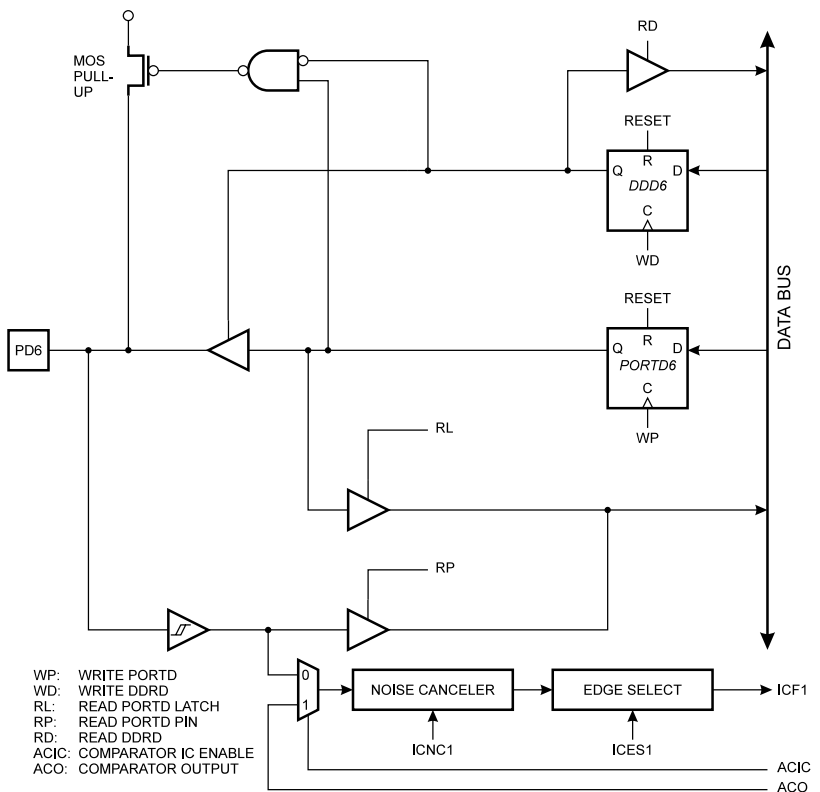 RD
MOS
PULL-
UP
RESET
R
Q
D
DDD6
C
WD
RESET
R
Q
D
PORTD6
C
WP
PD6
DATA BUS
RL
RP
0
1
NOISE CANCELER
EDGE SELECT
ICF1
ICNC1
ICES1
ACIC
ACO
WP: WRITE PORTD
WD: WRITE DDRD
RL: READ PORTD LATCH
RP: READ PORTD PIN
RD: READ DDRD
ACIC: COMPARATOR IC ENABLE
ACO: COMPARATOR OUTPUT